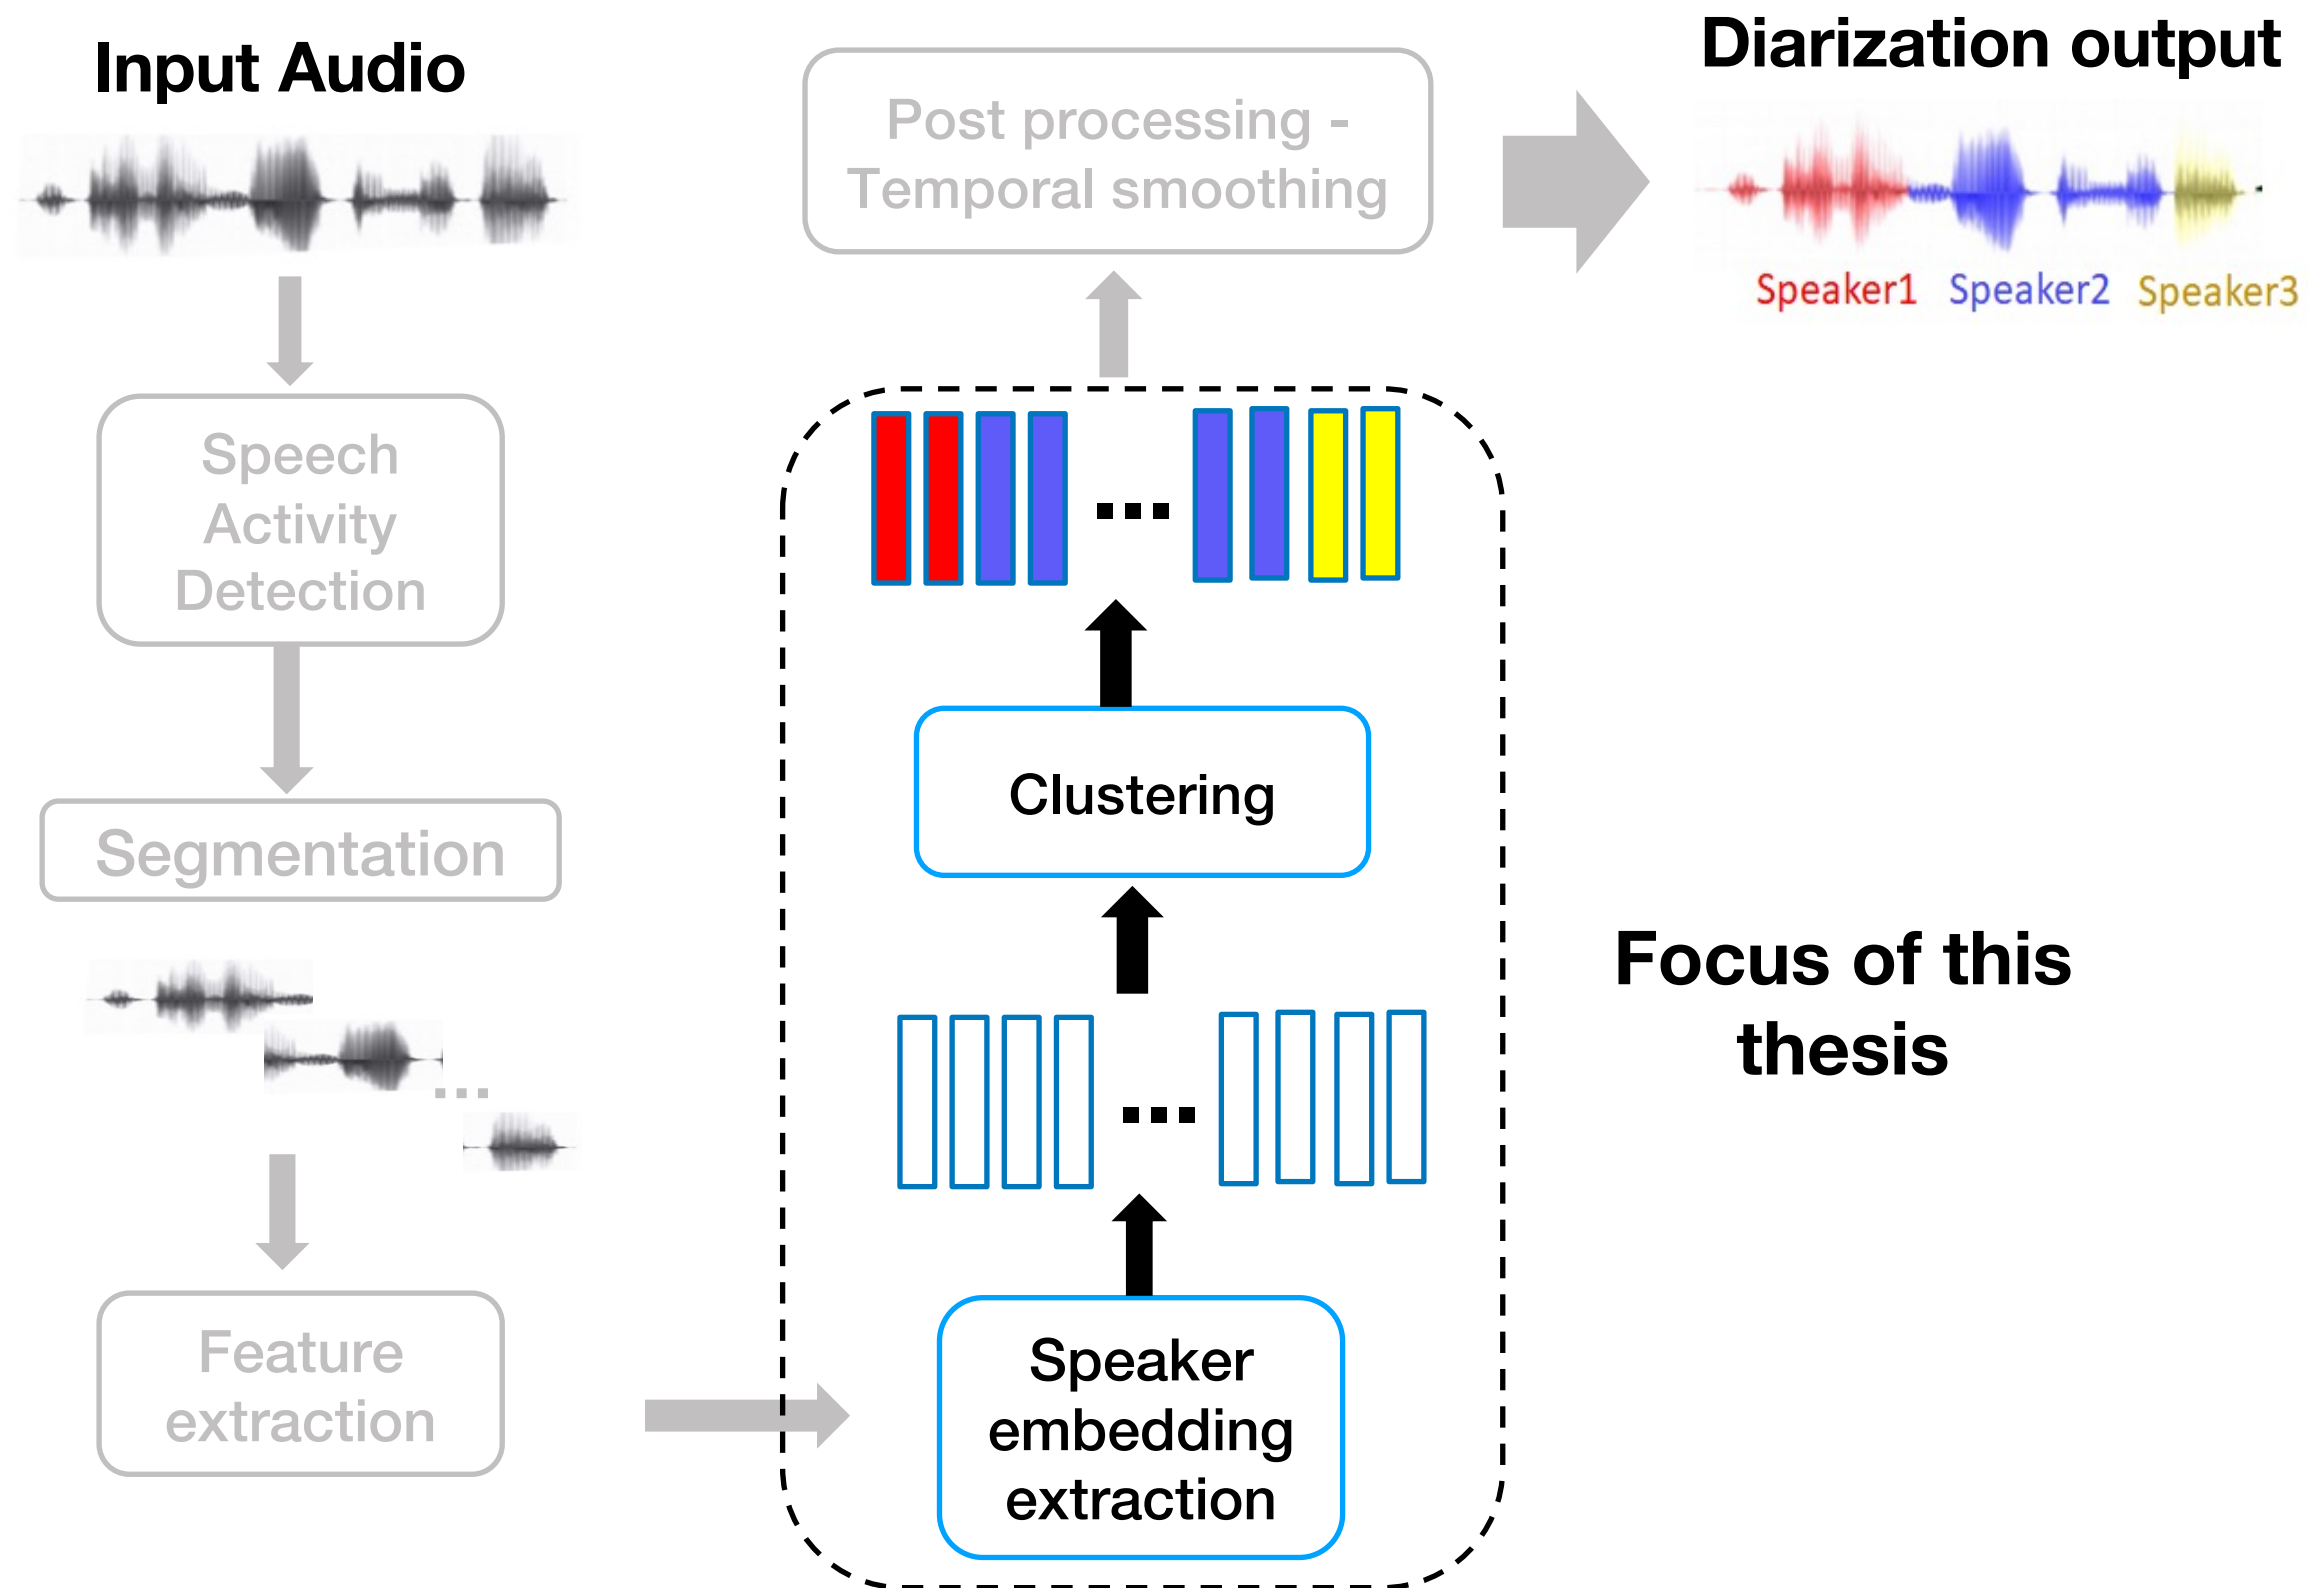 Input Audio
Speech
Activity
Detection
Segmentation
...
Feature
extraction
Speaker
embedding
extraction
...
Clustering
...
Post processing -
Temporal smoothing
Diarization output
Speaker1 Speaker2 Speaker3
Focus of this
thesis